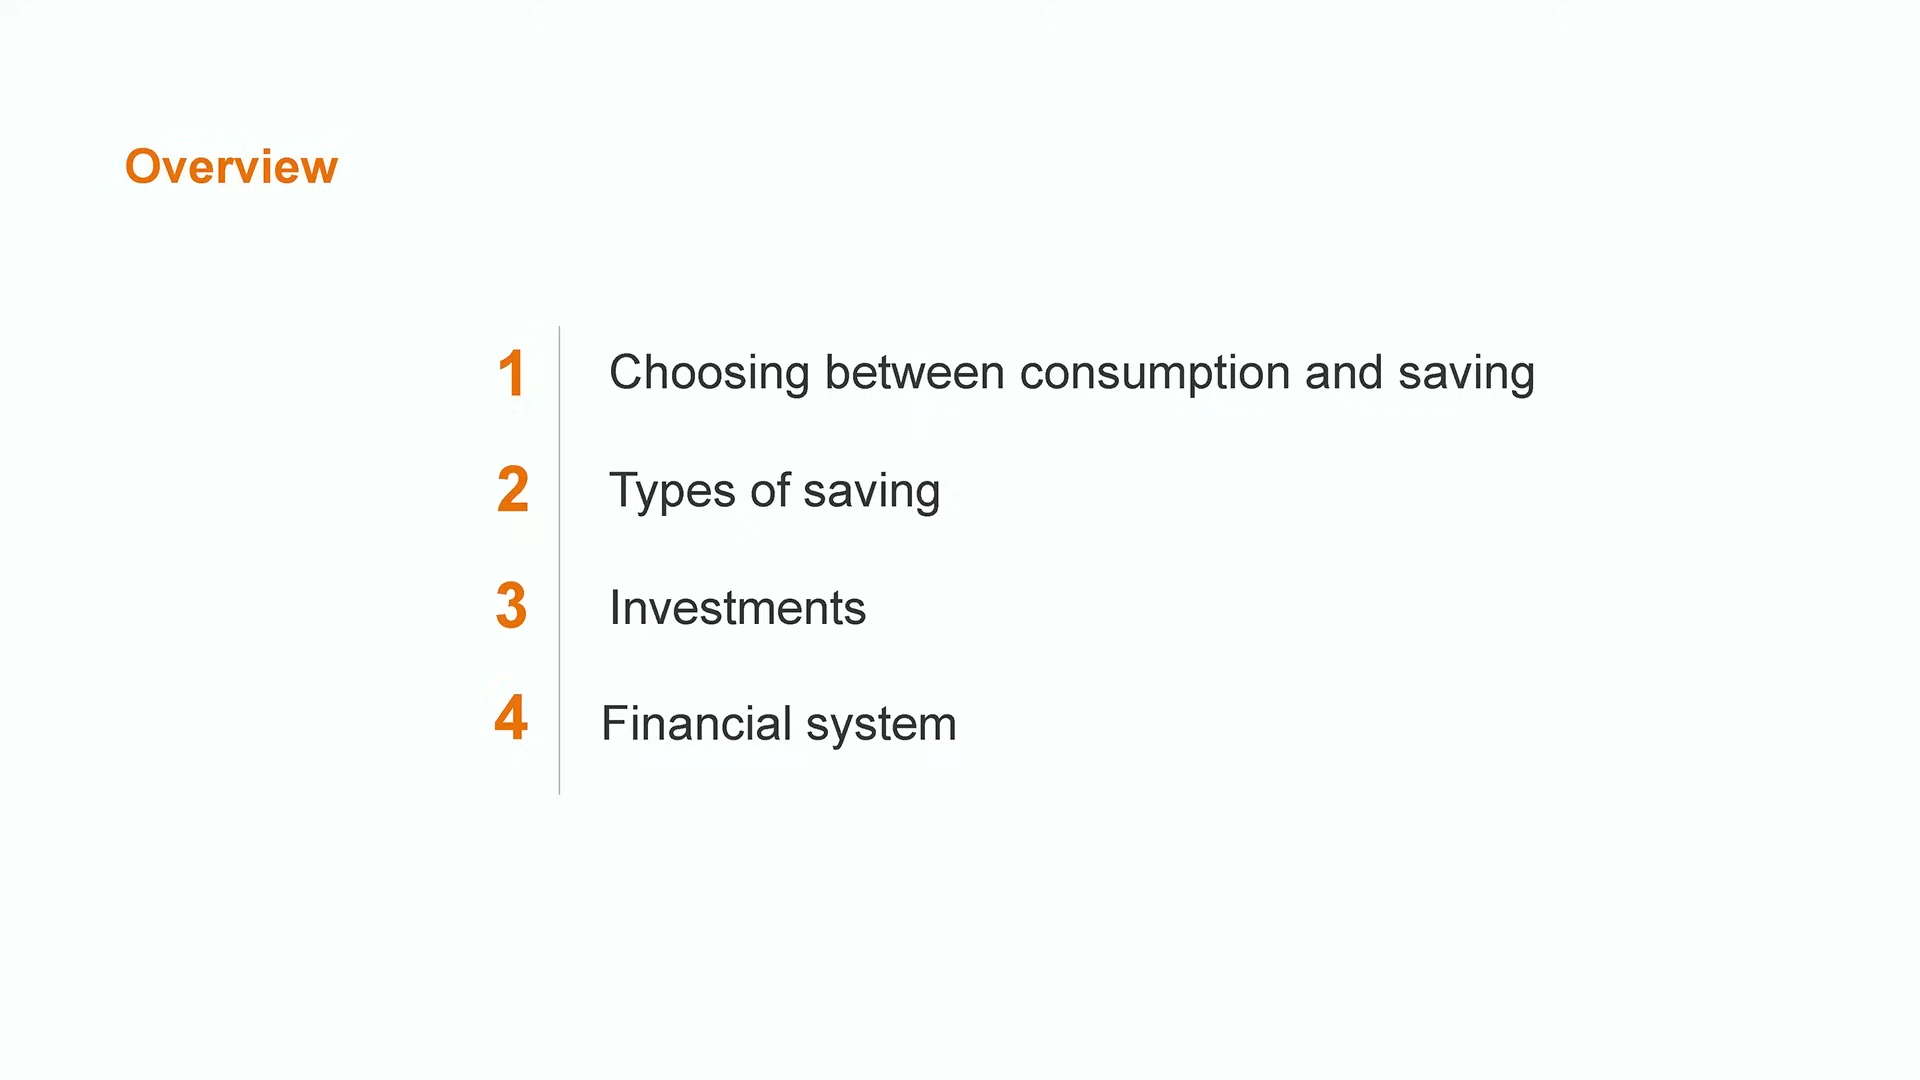 Overview
1 Choosing between consumption and saving
2 Types of saving
3 Investments
4 Financial system